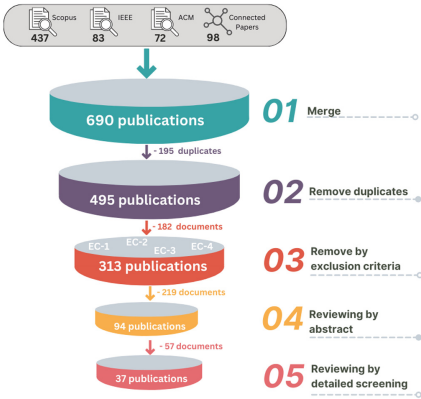 Scopus
437
IEEE
83
ACM
72
Connected
Papers
98
690 publications
01
Merge
- 195 duplicates
495 publications
02
Remove duplicates
- 182 documents
EC-1
EC-2
EC-3
EC-4
313 publications
03
Remove by
exclusion criteria
- 219 documents
94 publications
04
Reviewing by
abstract
- 57 documents
37 publications
05
Reviewing by
detailed screening